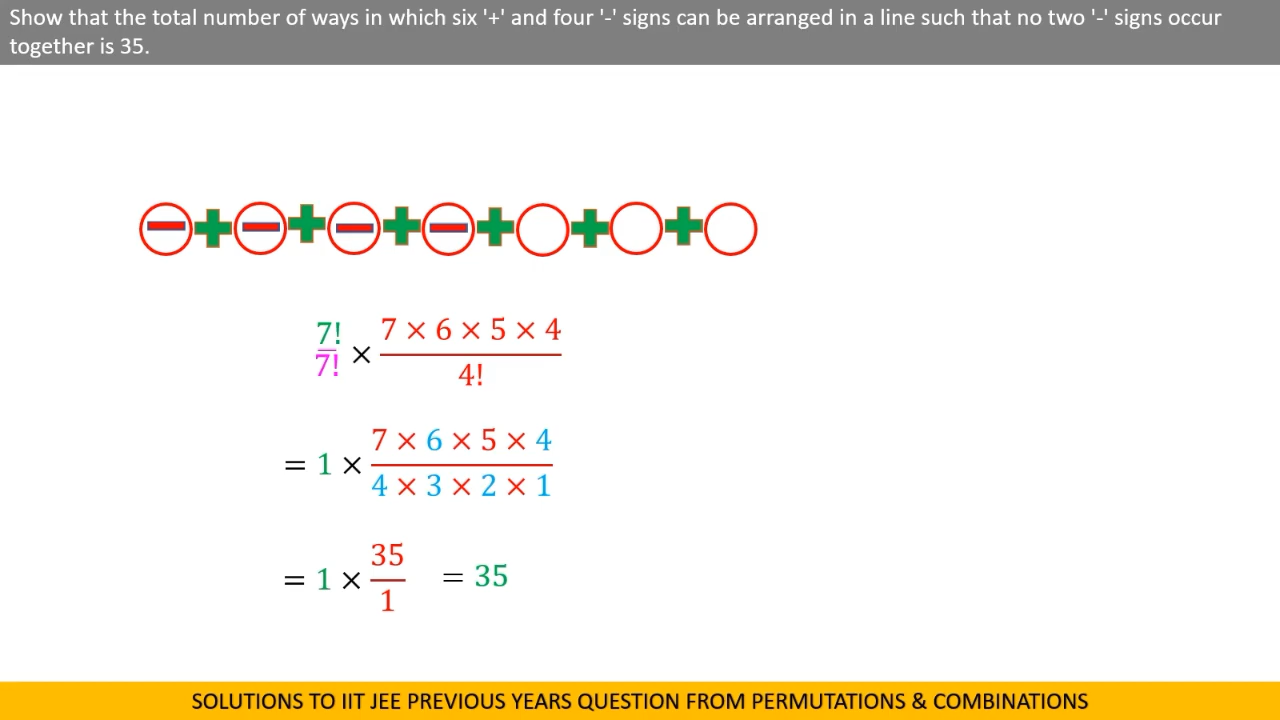 Show that the total number of ways in which six '+' and four '-' signs can be arranged in a line such that no two '-' signs occur
together is 35.
7!/7! × (7 × 6 × 5 × 4)/4!
= 1 × (7 × 6 × 5 × 4)/(4 × 3 × 2 × 1)
= 1 × 35/1 = 35
SOLUTIONS TO IIT JEE PREVIOUS YEARS QUESTION FROM PERMUTATIONS & COMBINATIONS